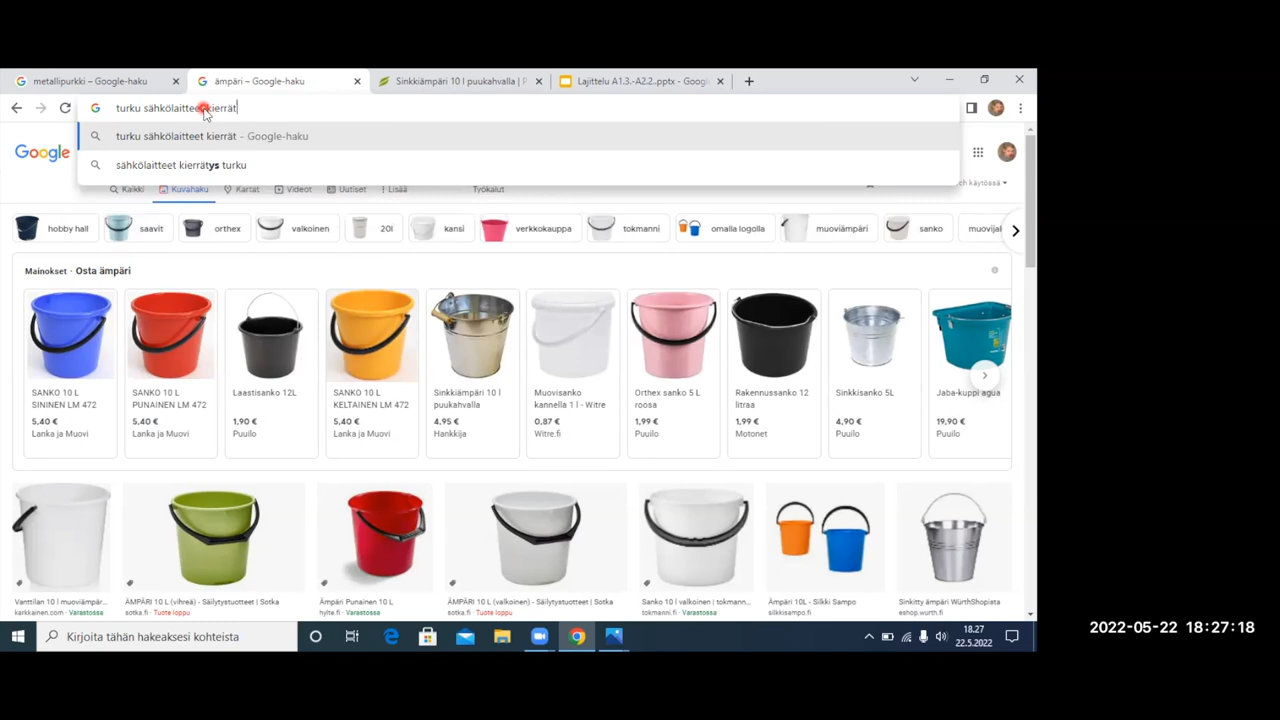 metallipurkki – Google-haku
ämpäri – Google-haku
Sinkkiämpäri 10 l puukahvalla | P
Lajittelu A1.3.-A2.2..pptx - Googl
turku sähkölaitteet kierrät
turku sähkölaitteet kierrät - Google-haku
sähkölaitteet kierrätys turku
Google
Kaikki
Kuvahaku
Kartat
Videot
Uutiset
Lisää
Työkalut
hobby hall
saavit
orthex
valkoinen
20l
kansi
verkkokauppa
tokmanni
omalla logolla
muoviämpäri
sanko
Mainokset · Osta ämpäri
SANKO 10 L
SININEN LM 472
5,40 €
Lanka ja Muovi
SANKO 10 L
PUNAINEN LM 472
5,40 €
Lanka ja Muovi
Laastisanko 12L
1,90 €
Puuilo
SANKO 10 L
KELTAINEN LM 472
5,40 €
Lanka ja Muovi
Sinkkiämpäri 10 l
puukahvalla
4,95 €
Hankkija
Muovisanko
kannella 1 l - Witre
0,87 €
Witre.fi
Orthex sanko 5 L
roosa
1,99 €
Puuilo
Rakennussanko 12
litraa
1,99 €
Motonet
Sinkkisanko 5L
4,90 €
Puuilo
Jaba-kuppi agua
19,90 €
Puuilo
Vanttilan 10 l muoviämpär...
karkkainen.com · Varastossa
ÄMPÄRI 10 L (vihreä) - Säilytystuotteet | Sotka
sotka.fi · Tuote loppu
Ämpäri Punainen 10 L
hylte.fi · Varastossa
ÄMPÄRI 10 L (valkoinen) - Säilytystuotteet | Sotka
sotka.fi · Tuote loppu
Sanko 10 l valkoinen | tokmann...
tokmanni.fi · Varastossa
Ämpäri 10L - Silkki Sampo
silkkisampo.fi
Sinkitty ämpäri WürthShopista
eshop.wurth.fi
Kirjoita tähän hakeaksesi kohteista
18.27
22.5.2022
2022-05-22 18:27:18